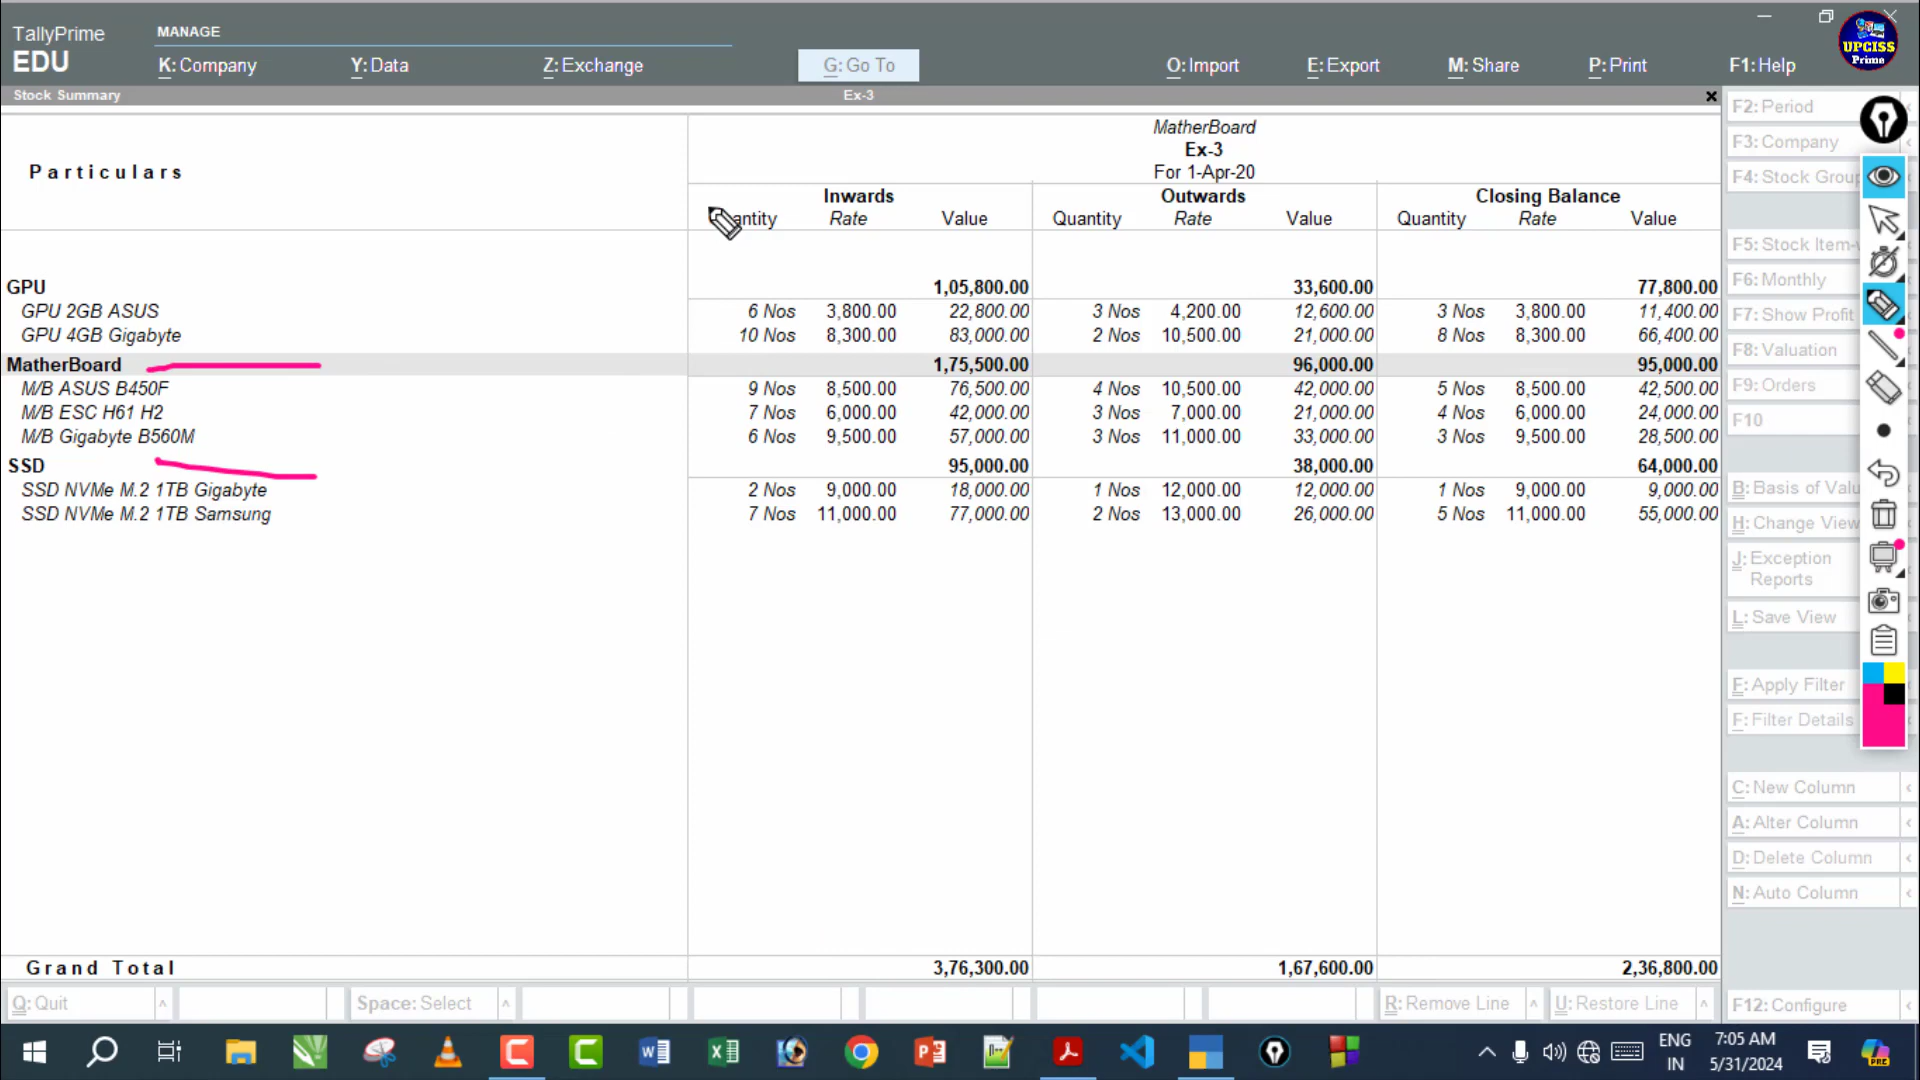 TallyPrime
EDU
MANAGE
K: Company Y: Data Z: Exchange G: Go To O: Import E: Export M: Share P: Print F1: Help
UPCISS
Prime
Stock Summary Ex-3
Particulars
MatherBoard
Ex-3
For 1-Apr-20
Inwards Outwards Closing Balance
antity Rate Value Quantity Rate Value Quantity Rate Value
GPU 1,05,800.00 33,600.00 77,800.00
GPU 2GB ASUS 6 Nos 3,800.00 22,800.00 3 Nos 4,200.00 12,600.00 3 Nos 3,800.00 11,400.00
GPU 4GB Gigabyte 10 Nos 8,300.00 83,000.00 2 Nos 10,500.00 21,000.00 8 Nos 8,300.00 66,400.00
MatherBoard 1,75,500.00 96,000.00 95,000.00
M/B ASUS B450F 9 Nos 8,500.00 76,500.00 4 Nos 10,500.00 42,000.00 5 Nos 8,500.00 42,500.00
M/B ESC H61 H2 7 Nos 6,000.00 42,000.00 3 Nos 7,000.00 21,000.00 4 Nos 6,000.00 24,000.00
M/B Gigabyte B560M 6 Nos 9,500.00 57,000.00 3 Nos 11,000.00 33,000.00 3 Nos 9,500.00 28,500.00
SSD 95,000.00 38,000.00 64,000.00
SSD NVMe M.2 1TB Gigabyte 2 Nos 9,000.00 18,000.00 1 Nos 12,000.00 12,000.00 1 Nos 9,000.00 9,000.00
SSD NVMe M.2 1TB Samsung 7 Nos 11,000.00 77,000.00 2 Nos 13,000.00 26,000.00 5 Nos 11,000.00 55,000.00
Grand Total 3,76,300.00 1,67,600.00 2,36,800.00
F2: Period
F3: Company
F4: Stock Grou
F5: Stock Item-
F6: Monthly
F7: Show Profit
F8: Valuation
F9: Orders
F10
B: Basis of Valu
H: Change View
J: Exception
Reports
L: Save View
F: Apply Filter
F: Filter Details
C: New Column
A: Alter Column
D: Delete Column
N: Auto Column
Q: Quit Space: Select R: Remove Line U: Restore Line F12: Configure
ENG
IN
7:05 AM
5/31/2024
PRE